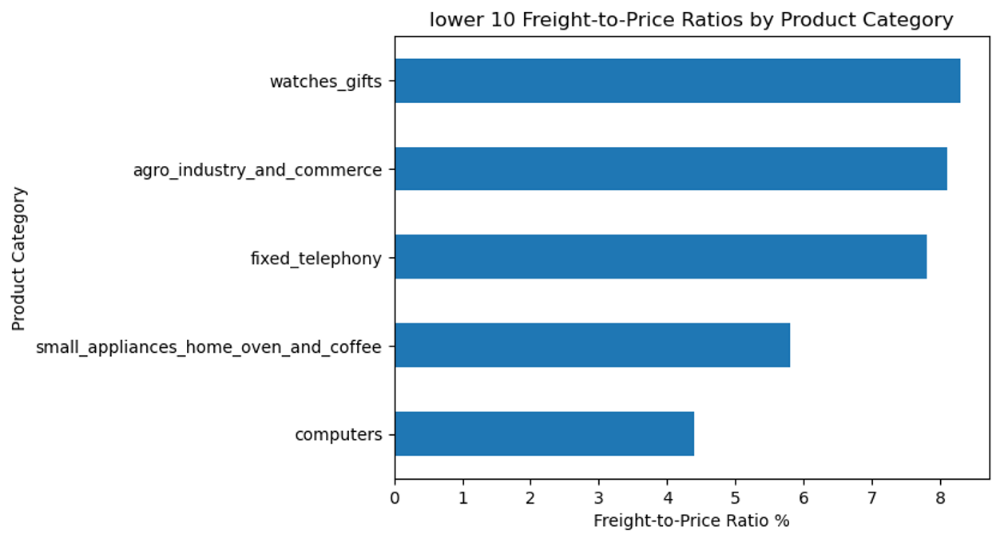 lower 10 Freight-to-Price Ratios by Product Category
Product Category
watches_gifts
agro_industry_and_commerce
fixed_telephony
small_appliances_home_oven_and_coffee
computers
0 1 2 3 4 5 6 7 8
Freight-to-Price Ratio %